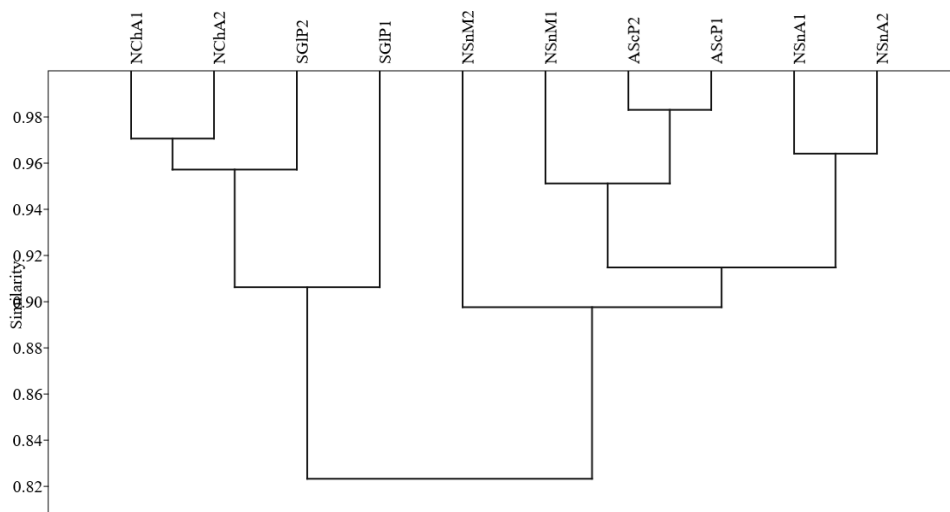 NChA1
NChA2
SGlP2
SGlP1
NSnM2
NSnM1
AScP2
AScP1
NSnA1
NSnA2
0.98
0.96
0.94
0.92
0.90
0.88
0.86
0.84
0.82
Similarity